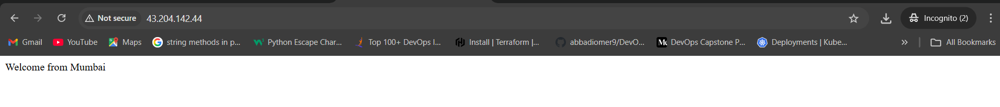 Not secure 43.204.142.44 Incognito (2)
Gmail YouTube Maps string methods in p... Python Escape Char... Top 100+ DevOps I... Install | Terraform |... abbadiomer9/DevO... DevOps Capstone P... Deployments | Kube... All Bookmarks
Welcome from Mumbai